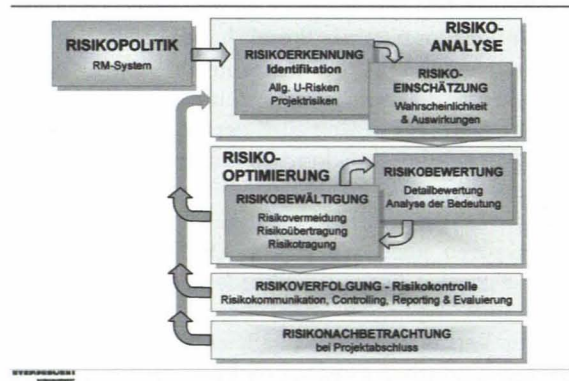 RISIKO-
ANALYSE
RISIKOPOLITIK
RM-System
RISIKOERKENNUNG
Identifikation
Allg. U-Risken
Projektrisiken
RISIKO-
EINSCHÄTZUNG
Wahrscheinlichkeit
& Auswirkungen
RISIKO-
OPTIMIERUNG
RISIKOBEWERTUNG
Detailbewertung
Analyse der Bedeutung
RISIKOBEWÄLTIGUNG
Risikovermeidung
Risikoübertragung
Risikotragung
RISIKOVERFOLGUNG - Risikokontrolle
Risikokommunikation, Controlling, Reporting & Evaluierung
RISIKONACHBETRACHTUNG
bei Projektabschluss